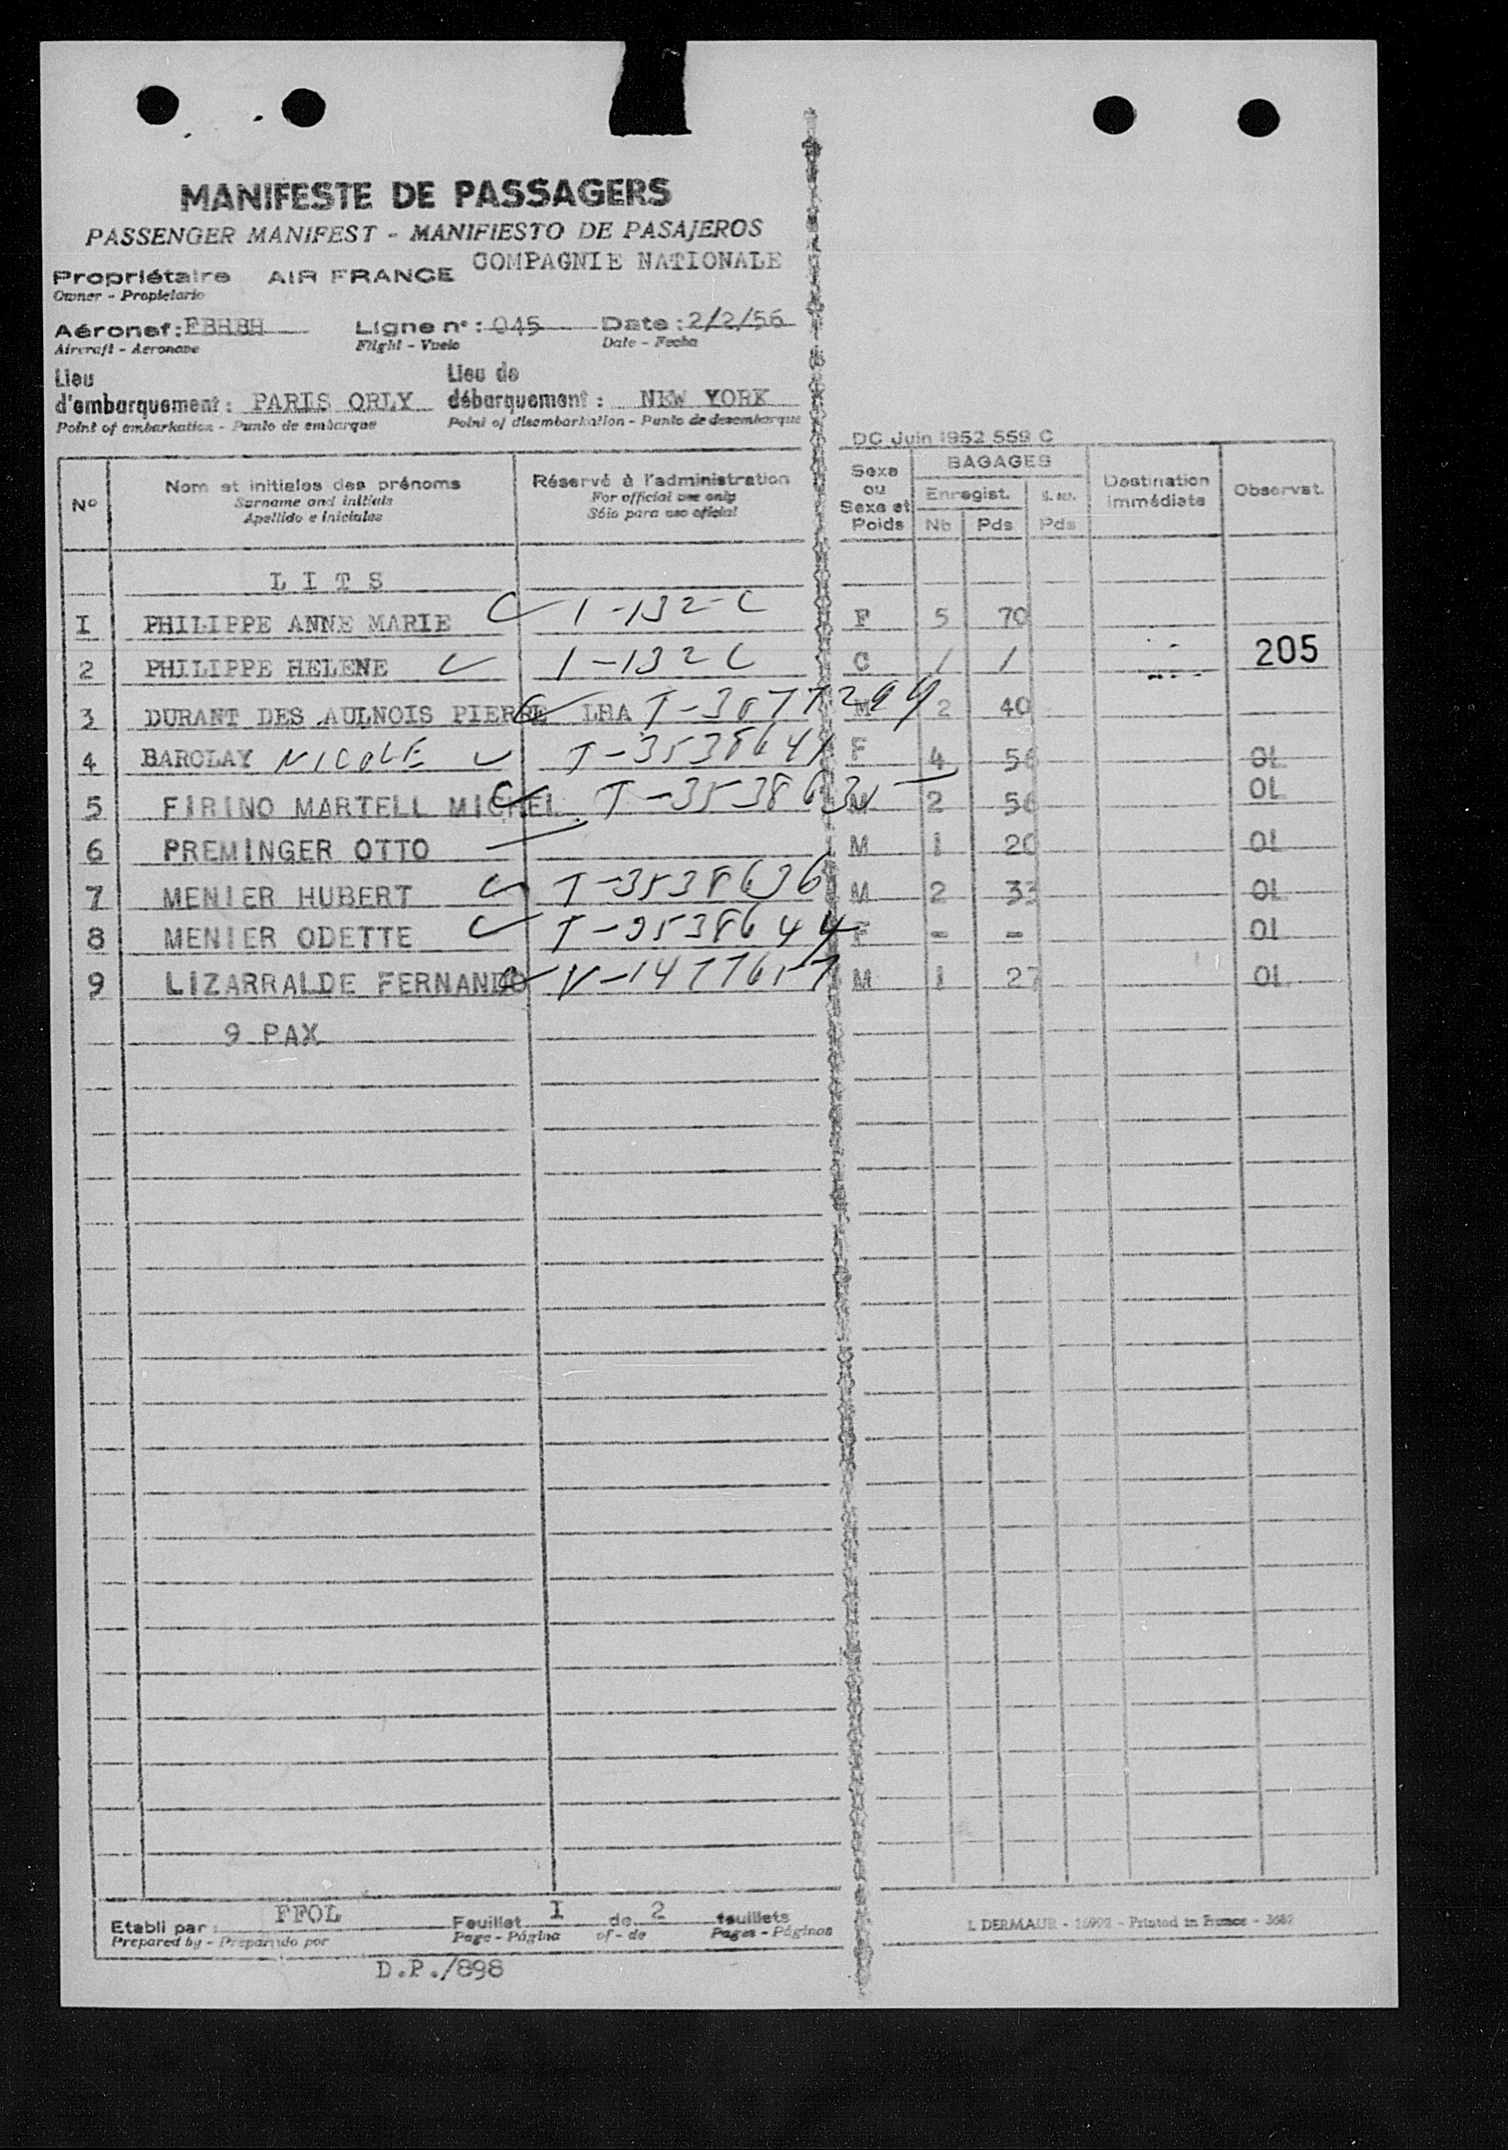 MANIFESTE DE PASSAGERS
PASSENGER MANIFEST - MANIFIESTO DE PASAJEROS
Propriétaire AIR FRANCE COMPAGNIE NATIONALE
Owner - Propietario
Aéronef: FBHBH Ligne n°: 045 Date: 2/2/56
Aircraft - Aeronave Flight - Vuelo Date - Fecha
Lieu d'embarquement: PARIS ORLY Lieu de débarquement: NEW YORK
Point of embarkation - Punto de embarque Point of disembarkation - Punto de desembarque
DC Juin 1952 559 C
N° Nom et initiales des prénoms Réservé à l'administration Sexe ou Sexe et Poids BAGAGES Destination immédiate Observat.
Surname and initials For official use only Enregist.
Apellido e iniciales Sólo para uso oficial Nb Pds Pds
LITS
I PHILIPPE ANNE MARIE 1-132-C F 5 70
2 PHILIPPE HELENE 1-132 C C / / 205
3 DURANT DES AULNOIS PIERRE LHA M 2 40
4 BARCLAY NICOLE T-3538641 F 4 56 OL
5 FIRINO MARTELL MICHEL M 2 56 OL
6 PREMINGER OTTO M 1 20 OL
7 MENIER HUBERT T-3538636 M 2 33 OL
8 MENIER ODETTE T-3538644 F - - OL
9 LIZARRALDE FERNANDO M 1 27 OL
9 PAX
Etabli par: FFOL Feuillet 1 de 2 feuillets
Prepared by - Preparado por Page - Página of - de Pages - Páginas
L DERMAUR - - Printed in France -
D.P./898